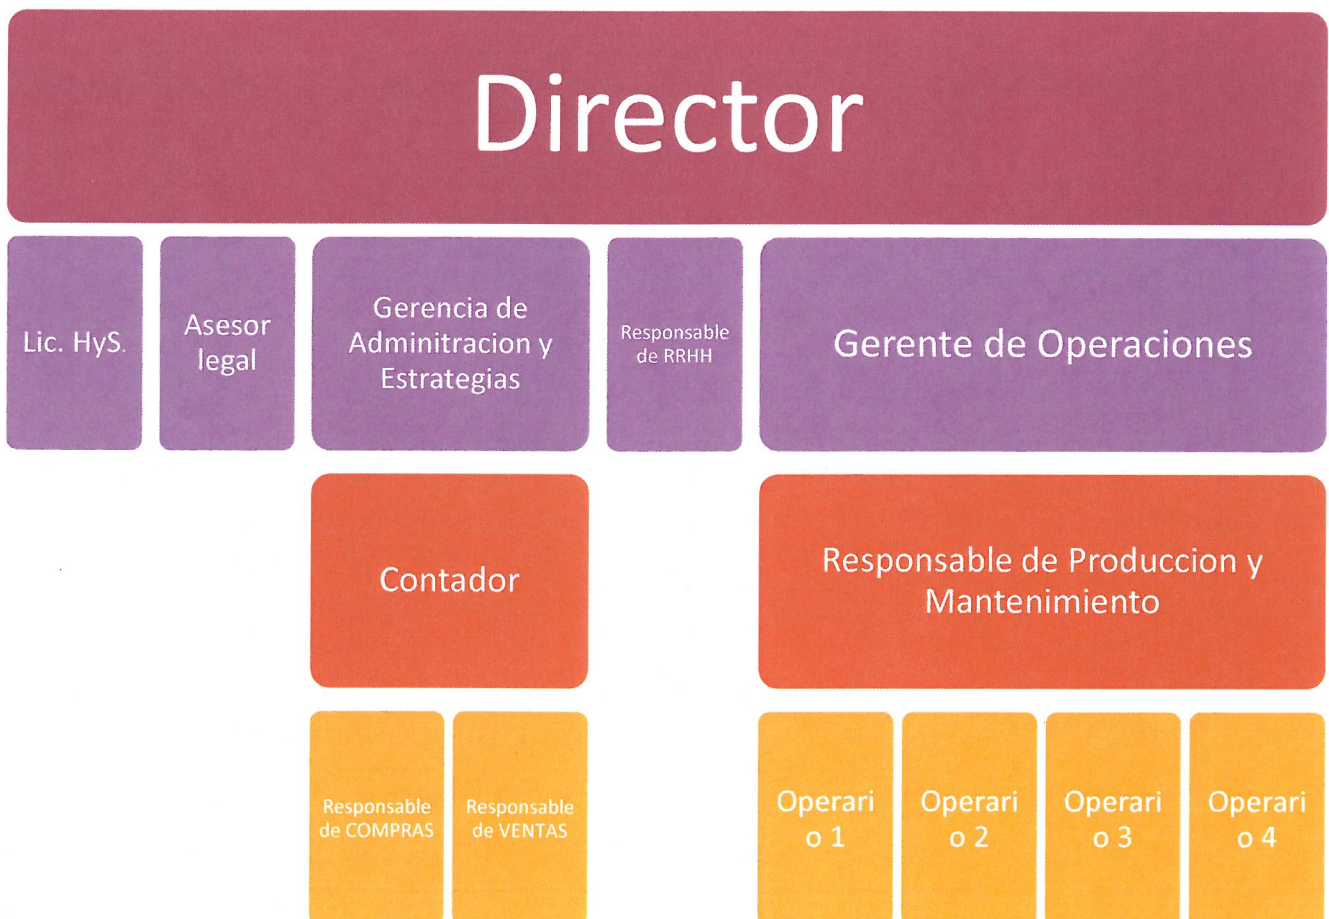 Director
Lic. HyS.
Asesor
legal
Gerencia de
Adminitracion y
Estrategias
Responsable
de RRHH
Gerente de Operaciones
Contador
Responsable de Produccion y
Mantenimiento
Responsable
de COMPRAS
Responsable
de VENTAS
Operari
o 1
Operari
o 2
Operari
o 3
Operari
o 4